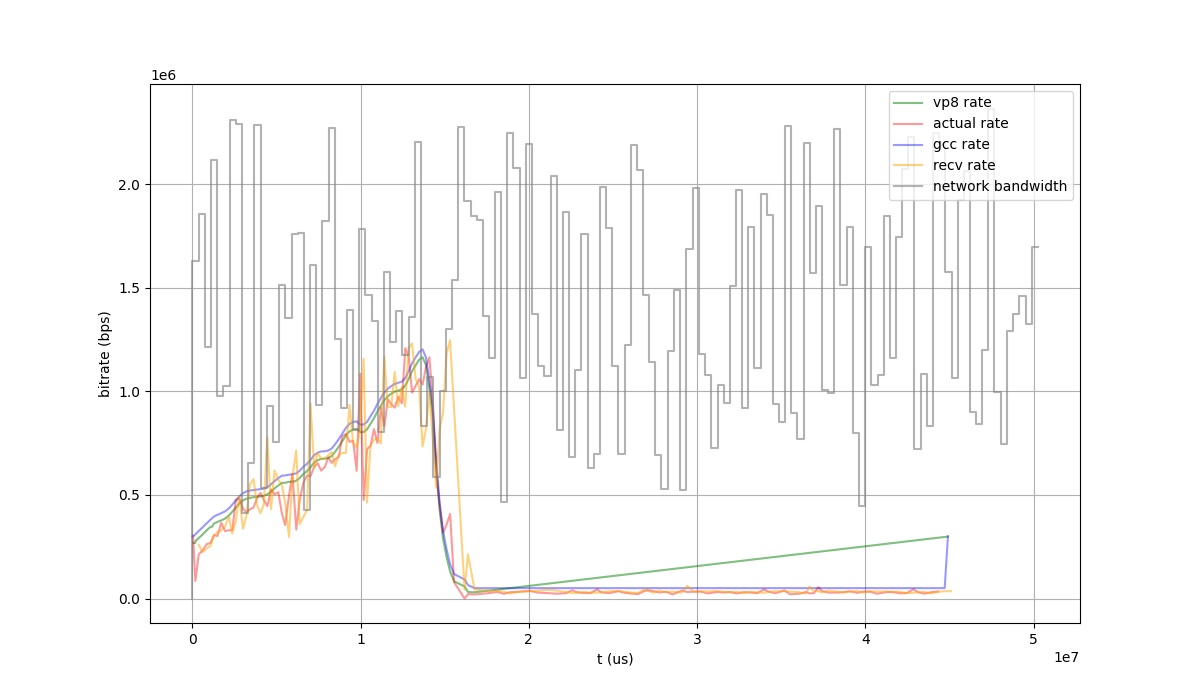 1e6
vp8 rate
actual rate
gcc rate
recv rate
network bandwidth
2.0
1.5
1.0
0.5
0.0
bitrate (bps)
0 1 2 3 4 5
t (us)
1e7